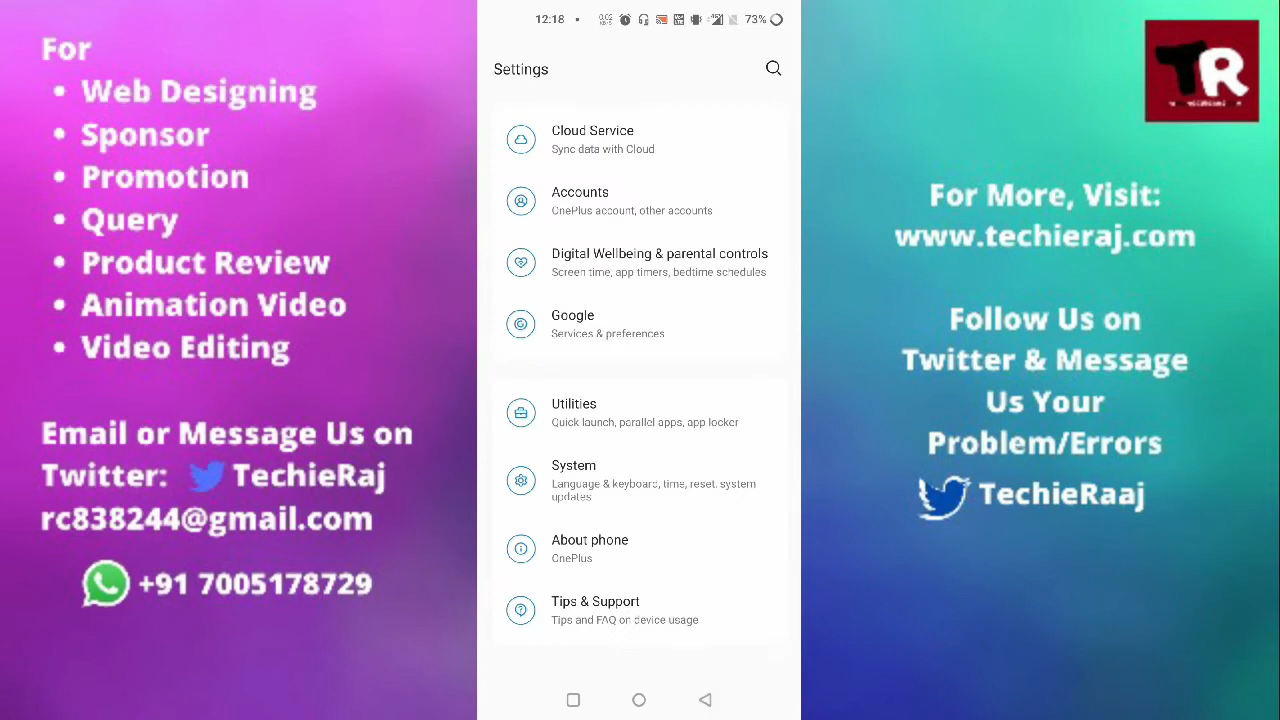 For
• Web Designing
• Sponsor
• Promotion
• Query
• Product Review
• Animation Video
• Video Editing
Email or Message Us on
Twitter: TechieRaj
rc838244@gmail.com
+91 7005178729
12:18
73%
Settings
Cloud Service
Sync data with Cloud
Accounts
OnePlus account, other accounts
Digital Wellbeing & parental controls
Screen time, app timers, bedtime schedules
Google
Services & preferences
Utilities
Quick launch, parallel apps, app locker
System
Language & keyboard, time, reset, system
updates
About phone
OnePlus
Tips & Support
Tips and FAQ on device usage
TR
For More, Visit:
www.techieraj.com
Follow Us on
Twitter & Message
Us Your
Problem/Errors
TechieRaaj